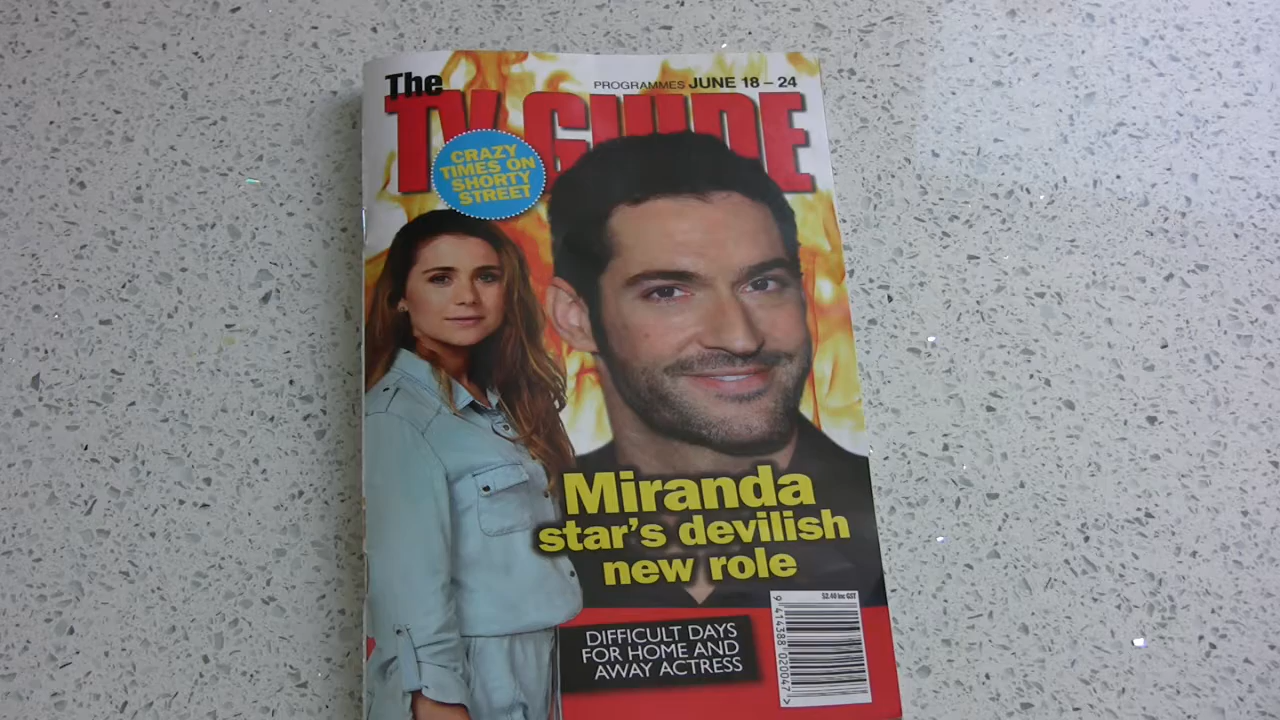 The
PROGRAMMES JUNE 18 – 24
TV GUIDE
CRAZY
TIMES ON
SHORTY
STREET
Miranda
star's devilish
new role
DIFFICULT DAYS
FOR HOME AND
AWAY ACTRESS
$2.40 Inc GST
9 414388 020047 >